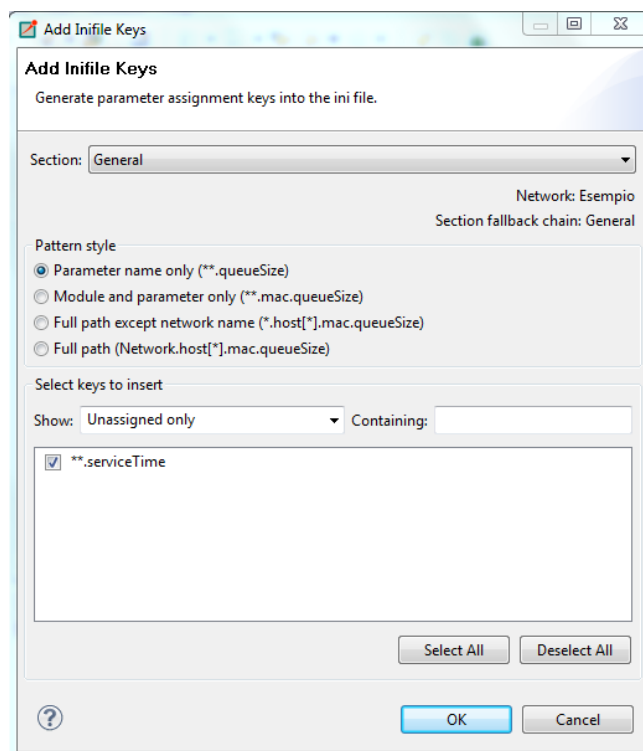 Add Inifile Keys
Add Inifile Keys
Generate parameter assignment keys into the ini file.
Section: General
Network: Esempio
Section fallback chain: General
Pattern style
Parameter name only (**.queueSize)
Module and parameter only (**.mac.queueSize)
Full path except network name (*.host[*].mac.queueSize)
Full path (Network.host[*].mac.queueSize)
Select keys to insert
Show: Unassigned only Containing:
**.serviceTime
Select All Deselect All
? OK Cancel